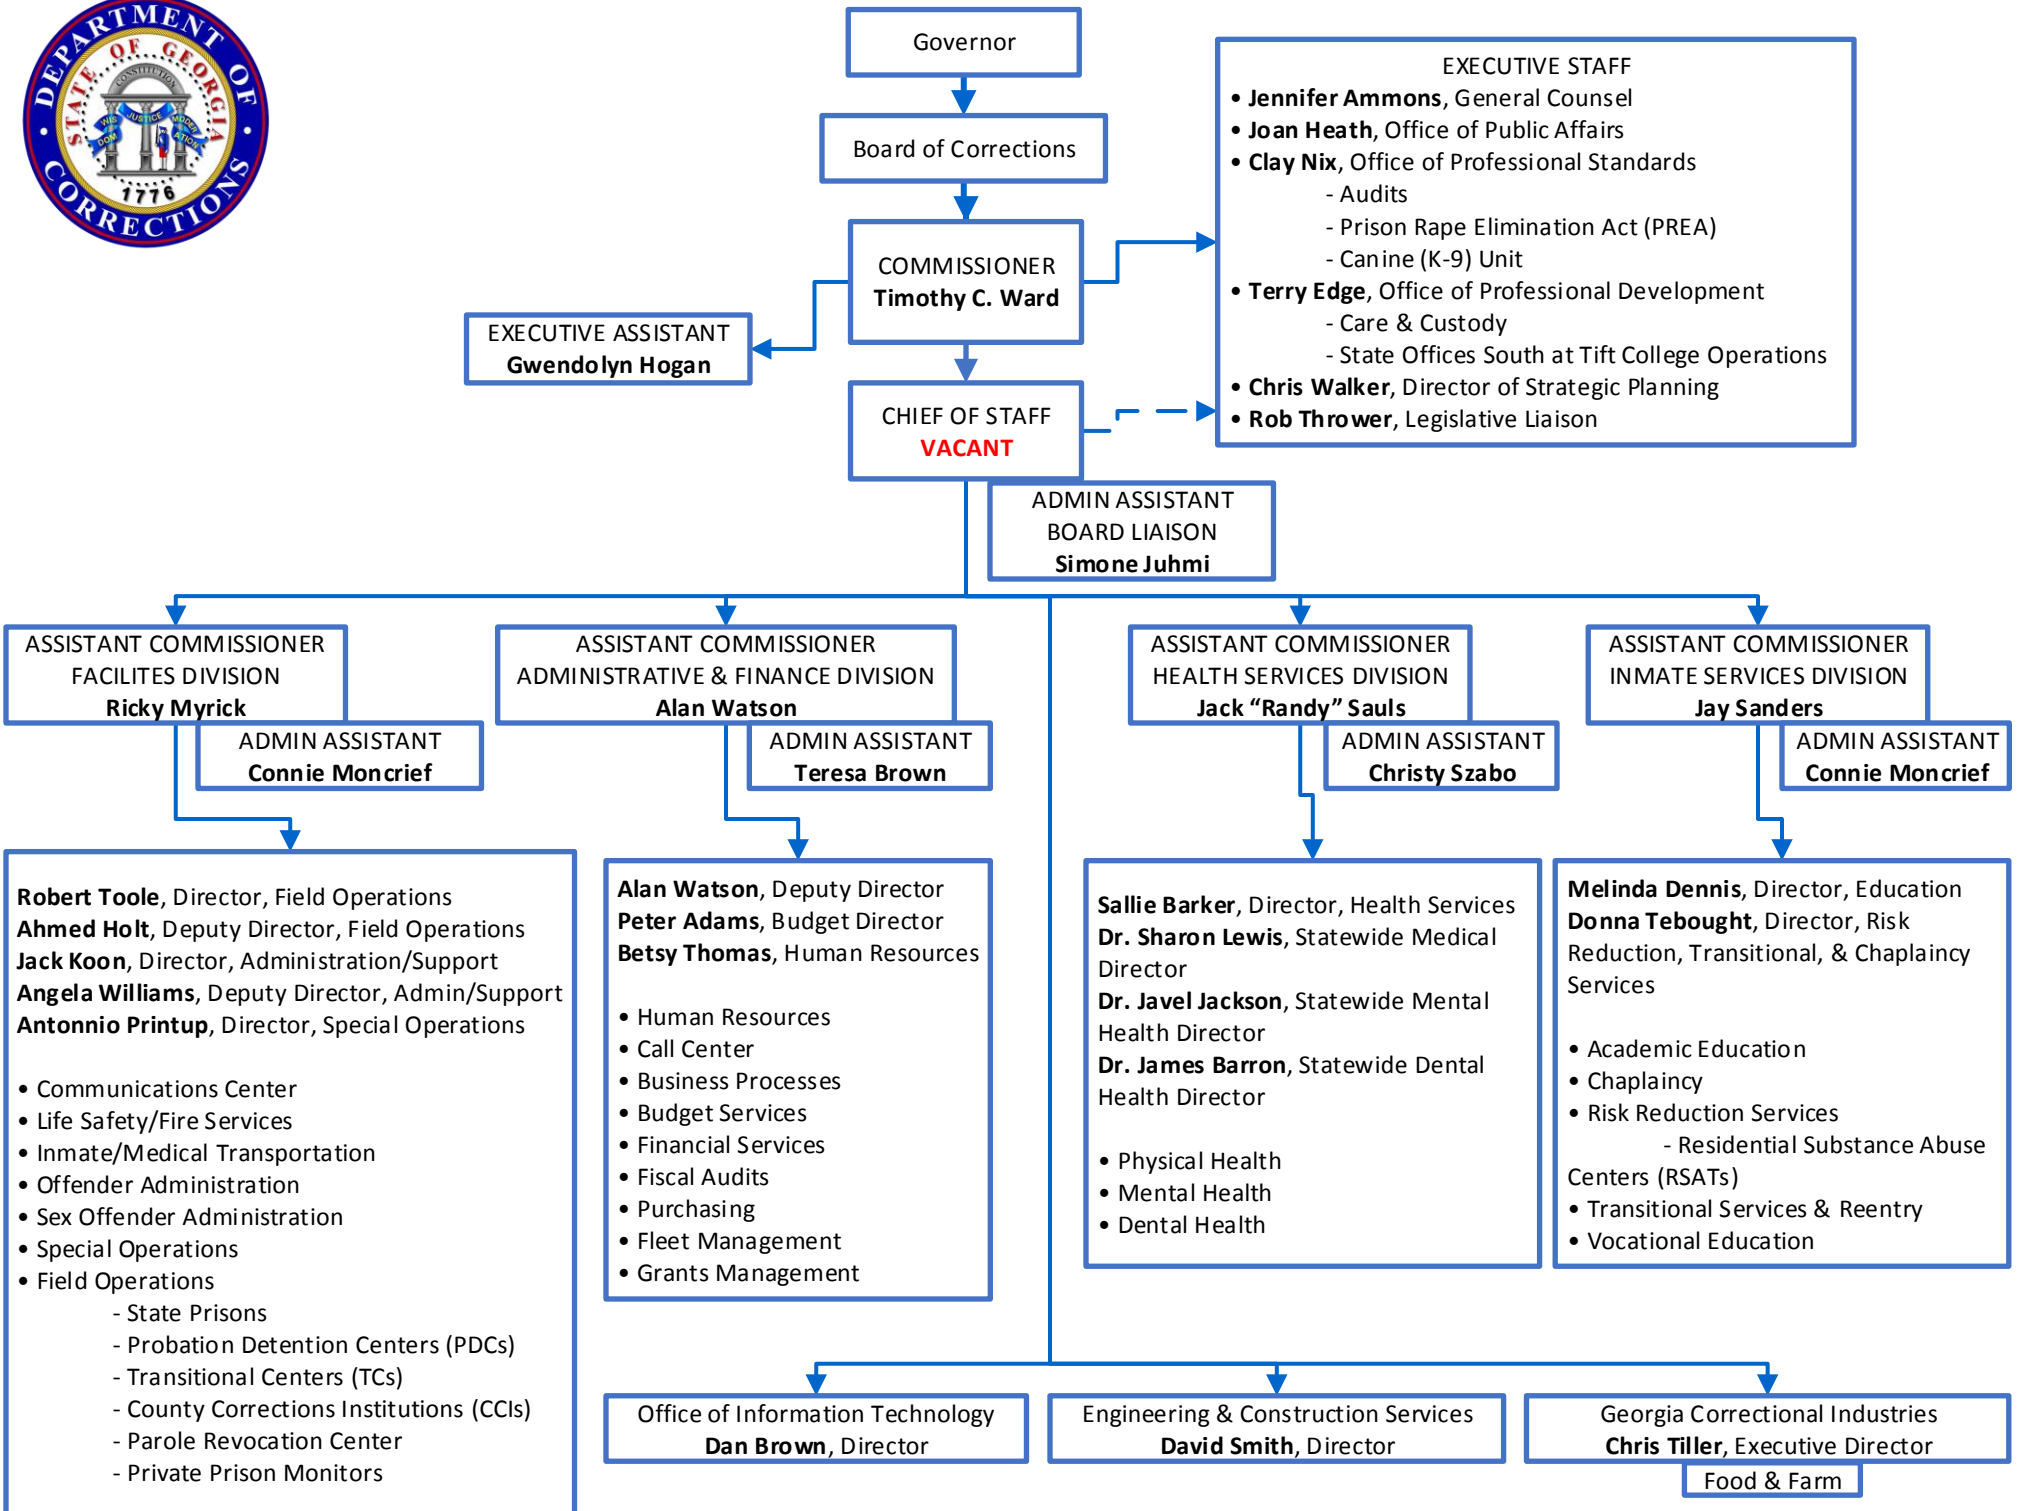 DEPARTMENT OF CORRECTIONS
STATE OF GEORGIA
CONSTITUTION
WISDOM JUSTICE MODERATION
1776
Governor
Board of Corrections
COMMISSIONER
Timothy C. Ward
EXECUTIVE STAFF
• Jennifer Ammons, General Counsel
• Joan Heath, Office of Public Affairs
• Clay Nix, Office of Professional Standards
- Audits
- Prison Rape Elimination Act (PREA)
- Canine (K-9) Unit
• Terry Edge, Office of Professional Development
- Care & Custody
- State Offices South at Tift College Operations
• Chris Walker, Director of Strategic Planning
• Rob Thrower, Legislative Liaison
EXECUTIVE ASSISTANT
Gwendolyn Hogan
CHIEF OF STAFF
VACANT
ADMIN ASSISTANT
BOARD LIAISON
Simone Juhmi
ASSISTANT COMMISSIONER
FACILITES DIVISION
Ricky Myrick
ADMIN ASSISTANT
Connie Moncrief
Robert Toole, Director, Field Operations
Ahmed Holt, Deputy Director, Field Operations
Jack Koon, Director, Administration/Support
Angela Williams, Deputy Director, Admin/Support
Antonnio Printup, Director, Special Operations
• Communications Center
• Life Safety/Fire Services
• Inmate/Medical Transportation
• Offender Administration
• Sex Offender Administration
• Special Operations
• Field Operations
- State Prisons
- Probation Detention Centers (PDCs)
- Transitional Centers (TCs)
- County Corrections Institutions (CCIs)
- Parole Revocation Center
- Private Prison Monitors
ASSISTANT COMMISSIONER
ADMINISTRATIVE & FINANCE DIVISION
Alan Watson
ADMIN ASSISTANT
Teresa Brown
Alan Watson, Deputy Director
Peter Adams, Budget Director
Betsy Thomas, Human Resources
• Human Resources
• Call Center
• Business Processes
• Budget Services
• Financial Services
• Fiscal Audits
• Purchasing
• Fleet Management
• Grants Management
ASSISTANT COMMISSIONER
HEALTH SERVICES DIVISION
Jack “Randy” Sauls
ADMIN ASSISTANT
Christy Szabo
Sallie Barker, Director, Health Services
Dr. Sharon Lewis, Statewide Medical
Director
Dr. Javel Jackson, Statewide Mental
Health Director
Dr. James Barron, Statewide Dental
Health Director
• Physical Health
• Mental Health
• Dental Health
ASSISTANT COMMISSIONER
INMATE SERVICES DIVISION
Jay Sanders
ADMIN ASSISTANT
Connie Moncrief
Melinda Dennis, Director, Education
Donna Tebought, Director, Risk
Reduction, Transitional, & Chaplaincy
Services
• Academic Education
• Chaplaincy
• Risk Reduction Services
- Residential Substance Abuse
Centers (RSATs)
• Transitional Services & Reentry
• Vocational Education
Office of Information Technology
Dan Brown, Director
Engineering & Construction Services
David Smith, Director
Georgia Correctional Industries
Chris Tiller, Executive Director
Food & Farm